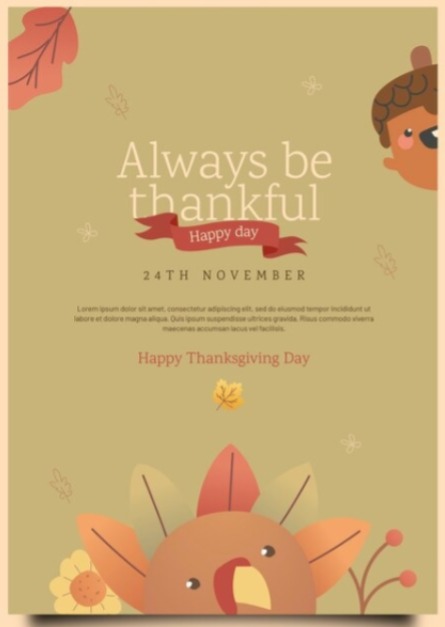 Always be
thankful
Happy day
24TH NOVEMBER
Lorem ipsum dolor sit amet, consectetur adipiscing elit, sed do eiusmod tempor incididunt ut
labore et dolore magna aliqua. Quis ipsum suspendisse ultrices gravida. Risus commodo viverra
maecenas accumsan lacus vel facilisis.
Happy Thanksgiving Day